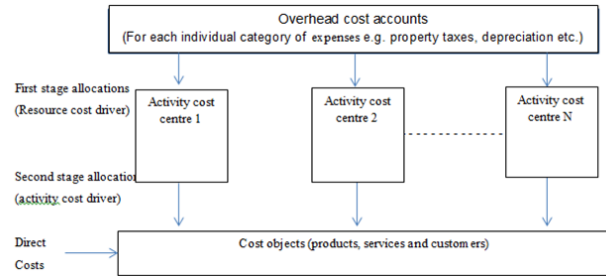 Overhead cost accounts
(For each individual category of expenses e.g. property taxes, depreciation etc.)
First stage allocations
(Resource cost driver)
Activity cost
centre 1
Activity cost
centre 2
Activity cost
centre N
Second stage allocation
(activity cost driver)
Direct
Costs
Cost objects (products, services and customers)